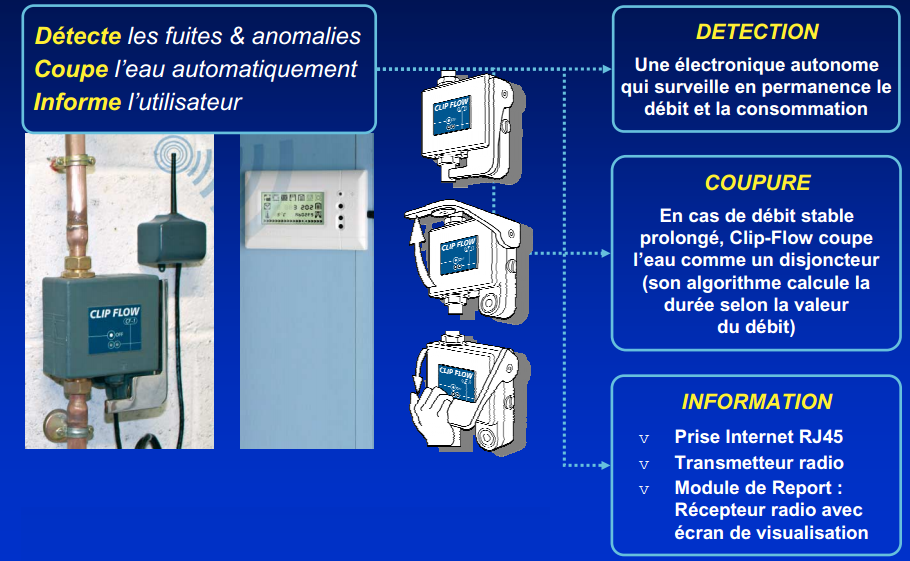 Détecte les fuites & anomalies
Coupe l'eau automatiquement
Informe l'utilisateur
DETECTION
Une électronique autonome
qui surveille en permanence le
débit et la consommation
COUPURE
En cas de débit stable
prolongé, Clip-Flow coupe
l'eau comme un disjoncteur
(son algorithme calcule la
durée selon la valeur
du débit)
INFORMATION
v Prise Internet RJ45
v Transmetteur radio
v Module de Report :
Récepteur radio avec
écran de visualisation
CLIP FLOW
CF-1
OFF
CLIP FLOW
CLIP FLOW
CLIP FLOW